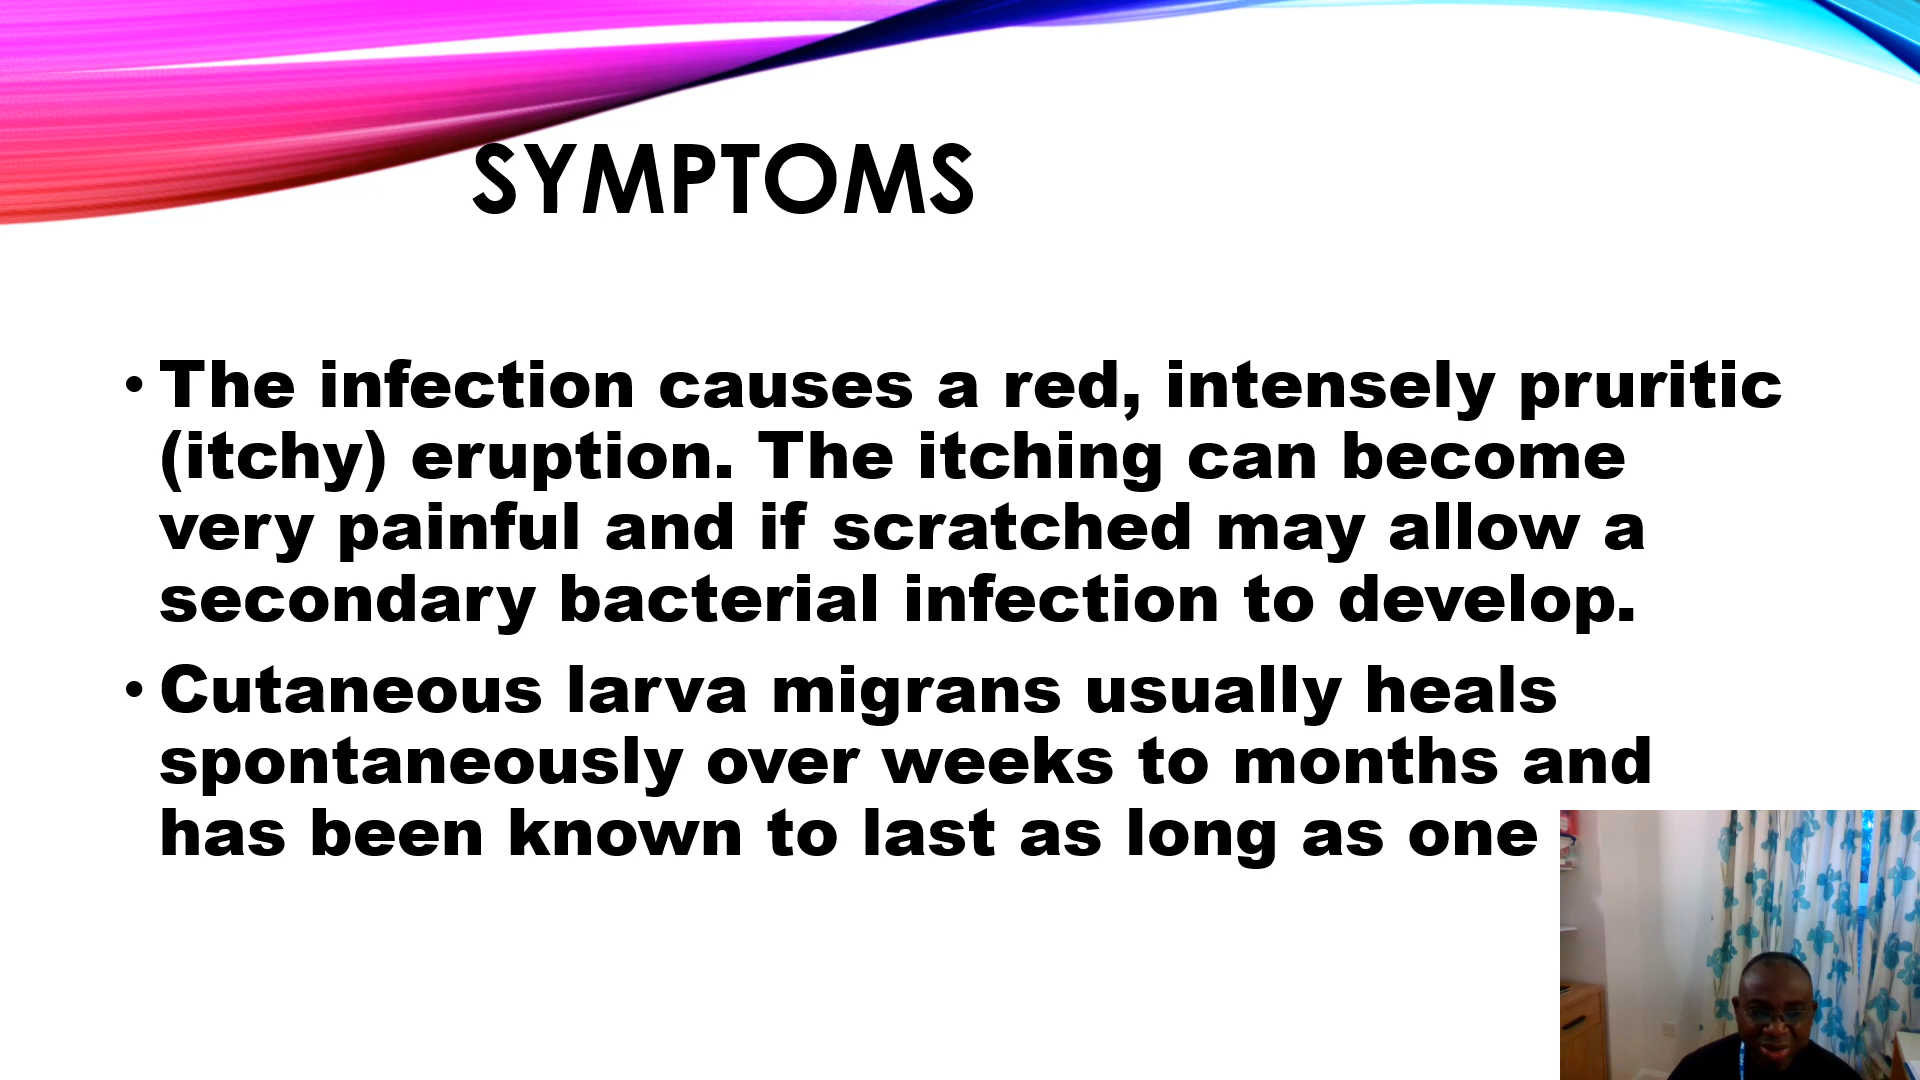 SYMPTOMS
• The infection causes a red, intensely pruritic
(itchy) eruption. The itching can become
very painful and if scratched may allow a
secondary bacterial infection to develop.
• Cutaneous larva migrans usually heals
spontaneously over weeks to months and
has been known to last as long as one